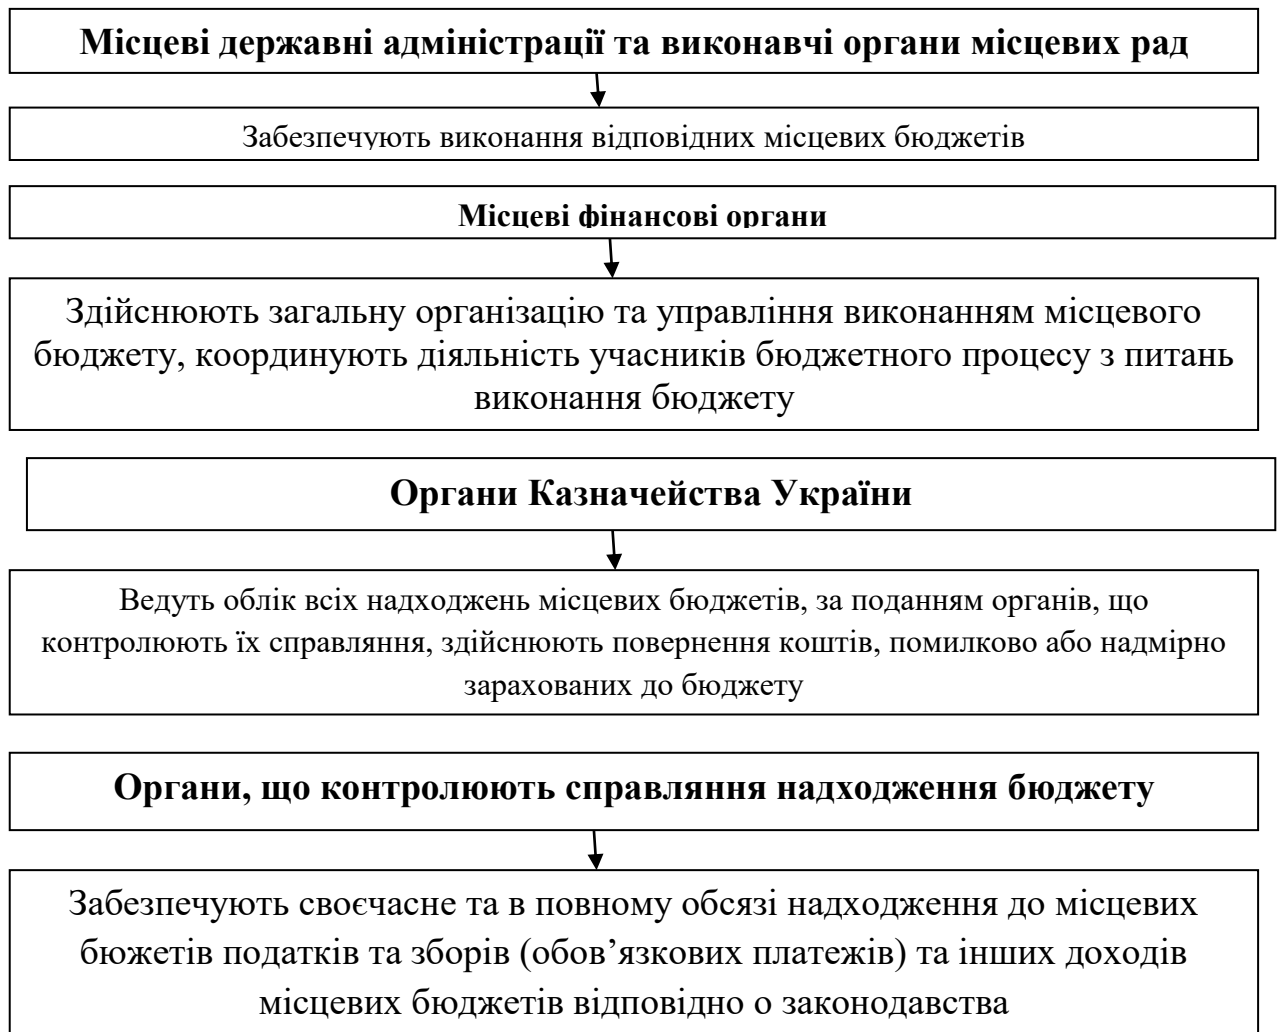 Місцеві державні адміністрації та виконавчі органи місцевих рад
Забезпечують виконання відповідних місцевих бюджетів
Місцеві фінансові органи
Здійснюють загальну організацію та управління виконанням місцевого
бюджету, координують діяльність учасників бюджетного процесу з питань
виконання бюджету
Органи Казначейства України
Ведуть облік всіх надходжень місцевих бюджетів, за поданням органів, що
контролюють їх справляння, здійснюють повернення коштів, помилково або надмірно
зарахованих до бюджету
Органи, що контролюють справляння надходження бюджету
Забезпечують своєчасне та в повному обсязі надходження до місцевих
бюжетів податків та зборів (обов’язкових платежів) та інших доходів
місцевих бюджетів відповідно о законодавства